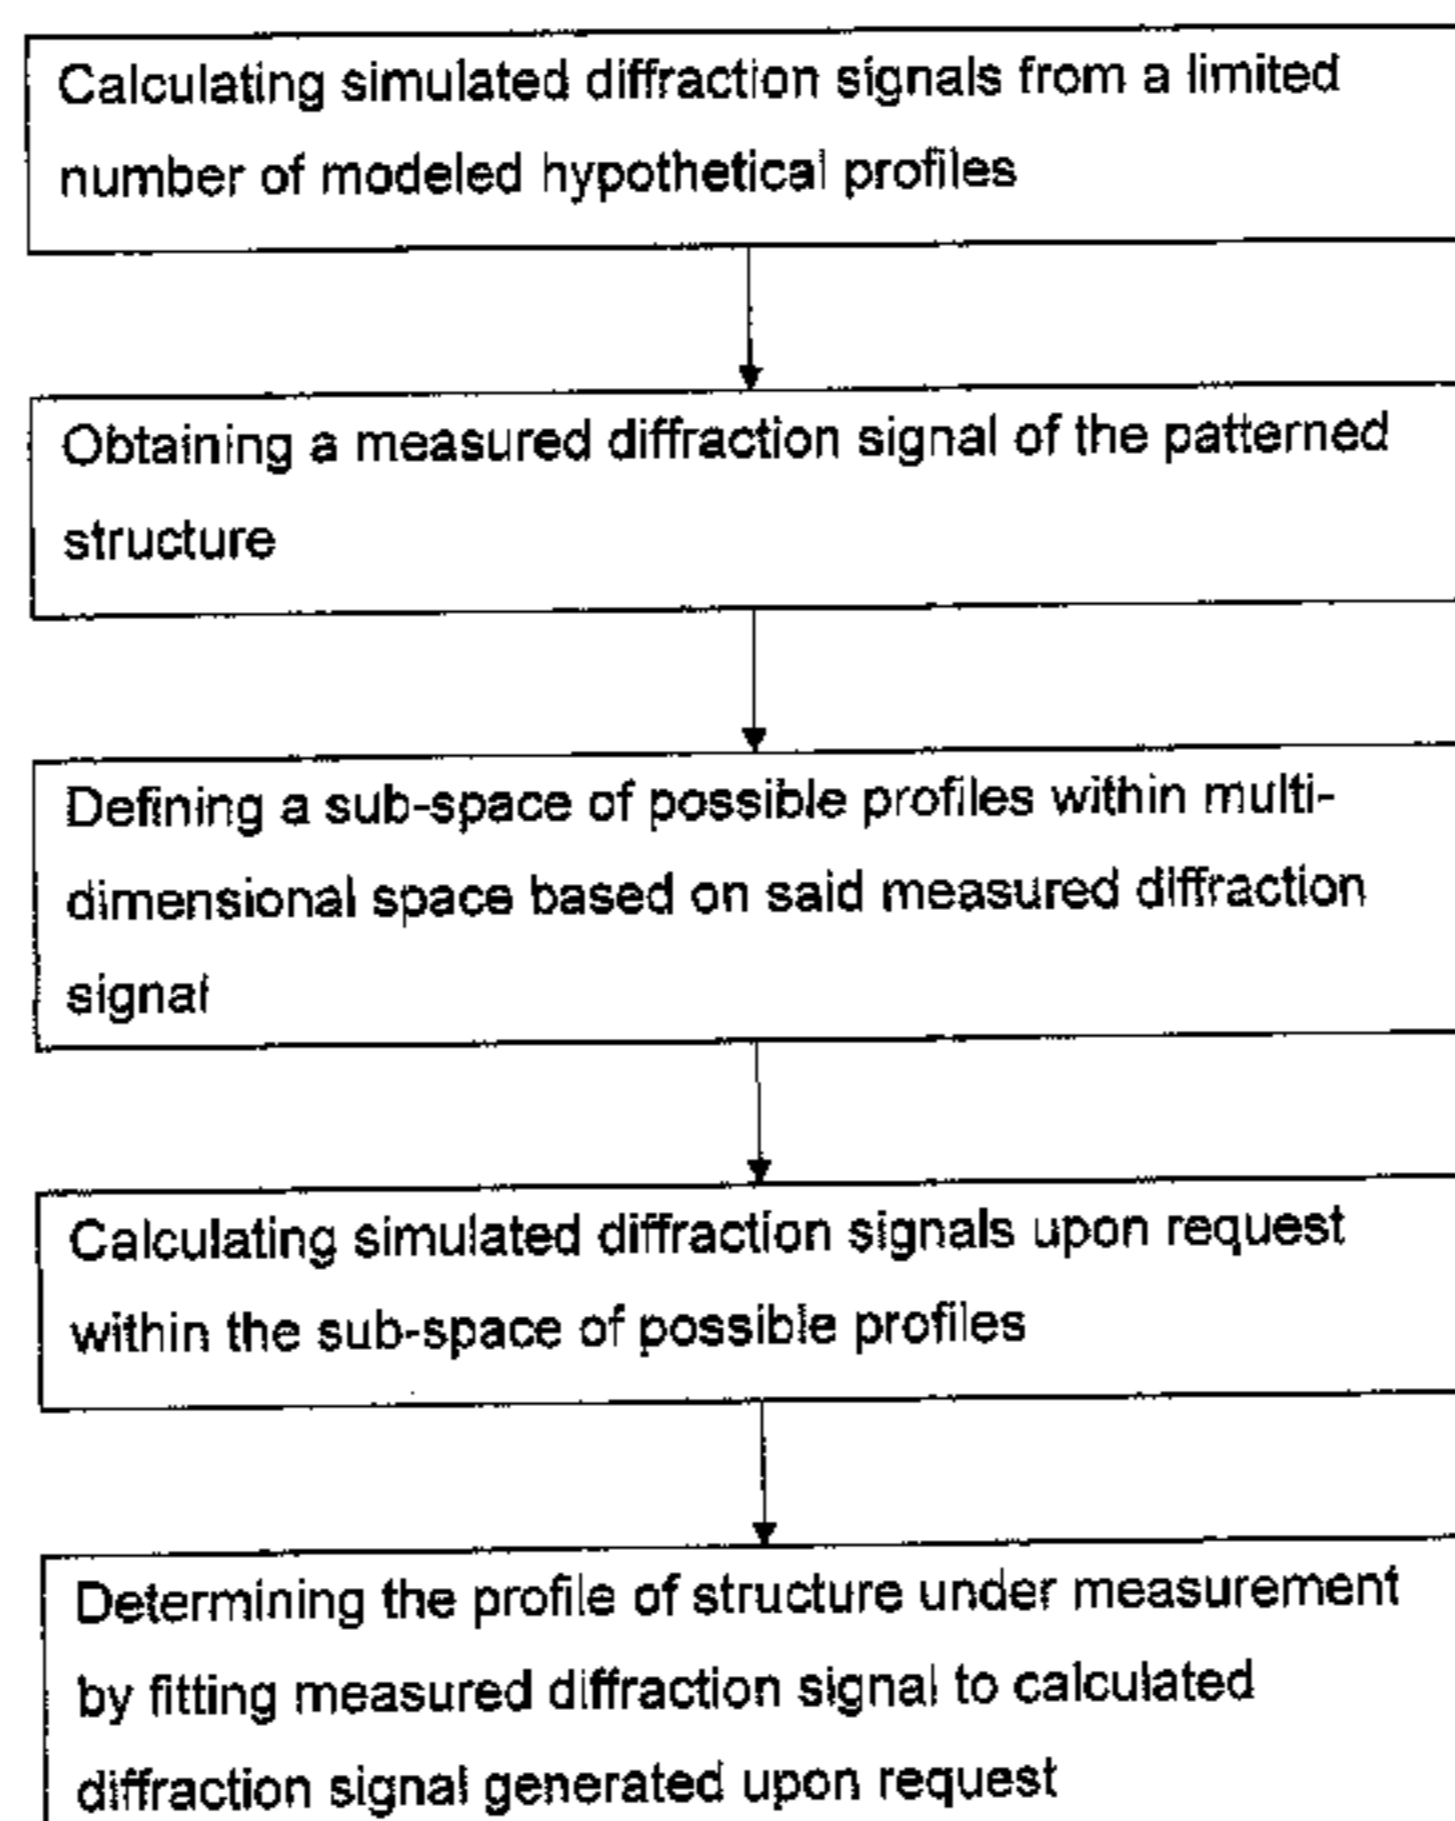 Calculating simulated diffraction signals from a limited
number of modeled hypothetical profiles
Obtaining a measured diffraction signal of the patterned
structure
Defining a sub-space of possible profiles within multi-
dimensional space based on said measured diffraction
signal
Calculating simulated diffraction signals upon request
within the sub-space of possible profiles
Determining the profile of structure under measurement
by fitting measured diffraction signal to calculated
diffraction signal generated upon request